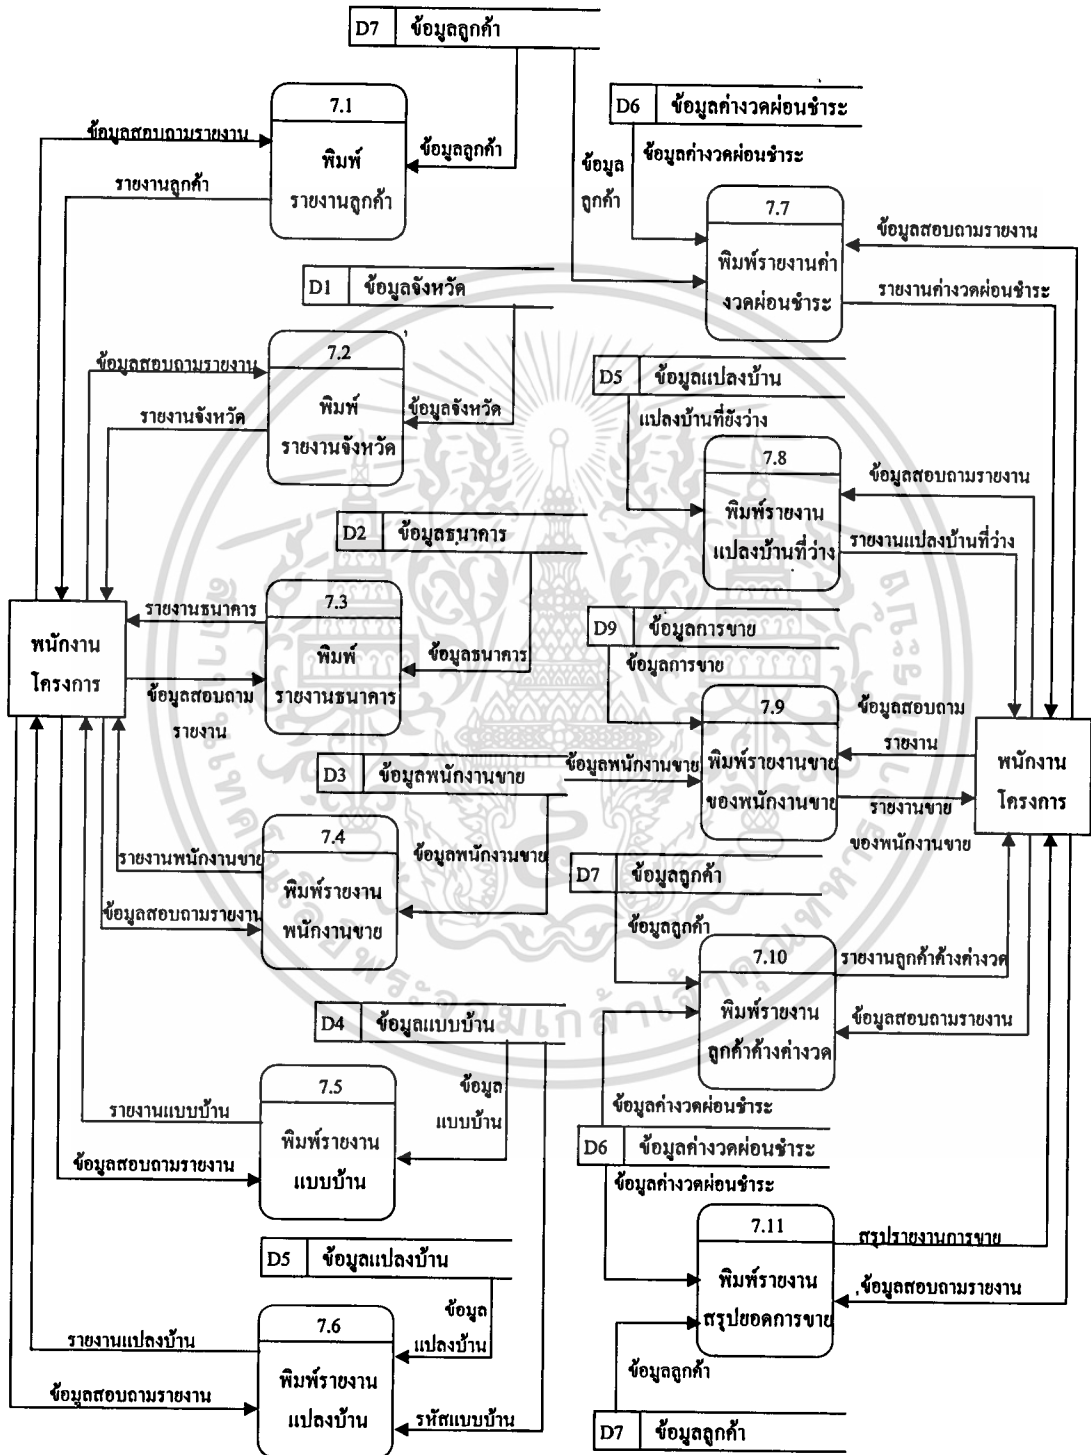 D7 ข้อมูลลูกค้า
7.1
พิมพ์
รายงานลูกค้า
ข้อมูลสอบถามรายงาน
รายงานลูกค้า
ข้อมูลลูกค้า
ข้อมูล
ลูกค้า
D1 ข้อมูลจังหวัด
7.2
พิมพ์
รายงานจังหวัด
ข้อมูลสอบถามรายงาน
รายงานจังหวัด
ข้อมูลจังหวัด
D2 ข้อมูลธนาคาร
7.3
พิมพ์
รายงานธนาคาร
รายงานธนาคาร
ข้อมูลธนาคาร
ข้อมูลสอบถาม
รายงาน
พนักงาน
โครงการ
D3 ข้อมูลพนักงานขาย
ข้อมูลพนักงานขาย
7.4
พิมพ์รายงาน
พนักงานขาย
รายงานพนักงานขาย
ข้อมูลสอบถามรายงาน
ข้อมูลพนักงานขาย
D4 ข้อมูลแบบบ้าน
7.5
พิมพ์รายงาน
แบบบ้าน
รายงานแบบบ้าน
ข้อมูลสอบถามรายงาน
ข้อมูล
แบบบ้าน
D5 ข้อมูลแปลงบ้าน
7.6
พิมพ์รายงาน
แปลงบ้าน
รายงานแปลงบ้าน
ข้อมูลสอบถามรายงาน
ข้อมูล
แปลงบ้าน
รหัสแบบบ้าน
D6 ข้อมูลค่างวดผ่อนชำระ
ข้อมูลค่างวดผ่อนชำระ
7.7
พิมพ์รายงานค่า
งวดผ่อนชำระ
ข้อมูลสอบถามรายงาน
รายงานค่างวดผ่อนชำระ
D5 ข้อมูลแปลงบ้าน
แปลงบ้านที่ยังว่าง
7.8
พิมพ์รายงาน
แปลงบ้านที่ว่าง
ข้อมูลสอบถามรายงาน
รายงานแปลงบ้านที่ว่าง
D9 ข้อมูลการขาย
ข้อมูลการขาย
7.9
พิมพ์รายงานขาย
ของพนักงานขาย
ข้อมูลสอบถาม
รายงาน
รายงานขาย
ของพนักงานขาย
พนักงาน
โครงการ
D7 ข้อมูลลูกค้า
ข้อมูลลูกค้า
7.10
พิมพ์รายงาน
ลูกค้าค้างค่างวด
รายงานลูกค้าค้างค่างวด
ข้อมูลสอบถามรายงาน
ข้อมูลค่างวดผ่อนชำระ
D6 ข้อมูลค่างวดผ่อนชำระ
ข้อมูลค่างวดผ่อนชำระ
7.11
พิมพ์รายงาน
สรุปยอดการขาย
สรุปรายงานการขาย
ข้อมูลสอบถามรายงาน
ข้อมูลลูกค้า
D7 ข้อมูลลูกค้า